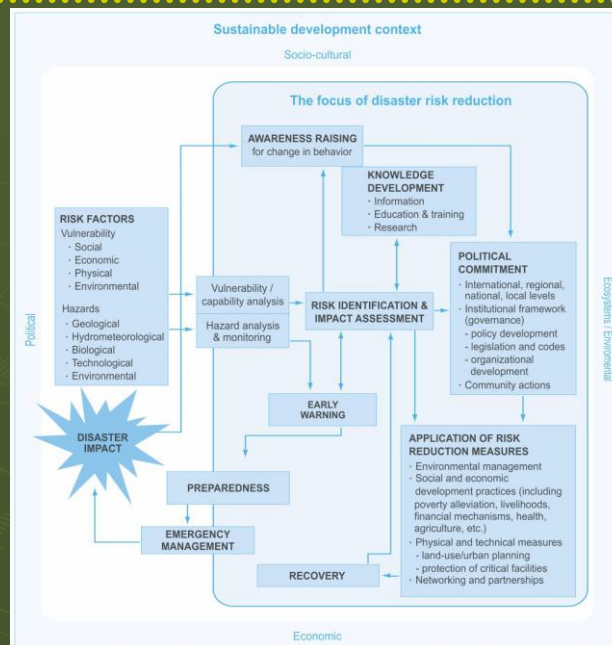 Sustainable development context
Socio-cultural
The focus of disaster risk reduction
AWARENESS RAISING
for change in behavior
KNOWLEDGE
DEVELOPMENT
· Information
· Education & training
· Research
RISK FACTORS
Vulnerability
· Social
· Economic
· Physical
· Environmental
Hazards
· Geological
· Hydrometeorological
· Biological
· Technological
· Environmental
Vulnerability /
capability analysis
Hazard analysis
& monitoring
RISK IDENTIFICATION &
IMPACT ASSESSMENT
POLITICAL
COMMITMENT
· International, regional,
national, local levels
· Institutional framework
(governance)
- policy development
- legislation and codes
- organizational
development
· Community actions
Political
Ecosystems / Enviromental
EARLY
WARNING
DISASTER
IMPACT
PREPAREDNESS
EMERGENCY
MANAGEMENT
APPLICATION OF RISK
REDUCTION MEASURES
· Environmental management
· Social and economic
development practices (including
poverty alleviation, livelihoods,
financial mechanisms, health,
agriculture, etc.)
· Physical and technical measures
- land-use/urban planning
- protection of critical facilities
· Networking and partnerships
RECOVERY
Economic